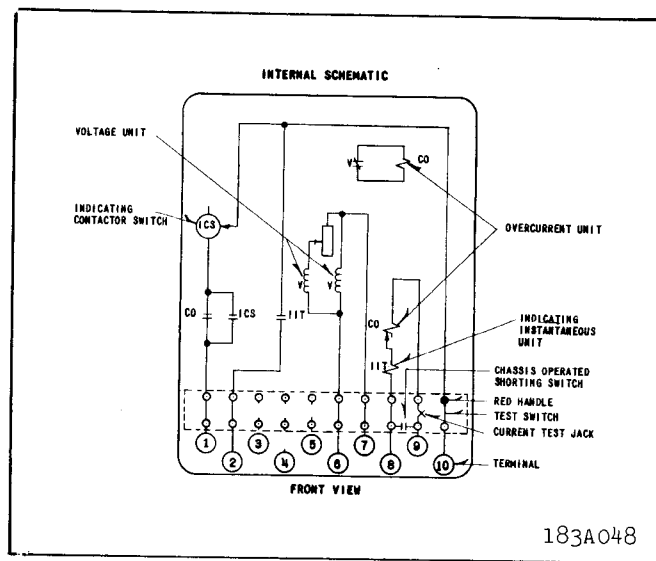 INTERNAL SCHEMATIC
VOLTAGE UNIT
V
CO
INDICATING
CONTACTOR SWITCH
ICS
OVERCURRENT UNIT
V
V
CO
ICS
IIT
CO
INDICATING
INSTANTANEOUS
UNIT
IIT
CHASSIS OPERATED
SHORTING SWITCH
RED HANDLE
TEST SWITCH
CURRENT TEST JACK
1
3
5
7
9
2
4
6
8
10
TERMINAL
FRONT VIEW
183A048